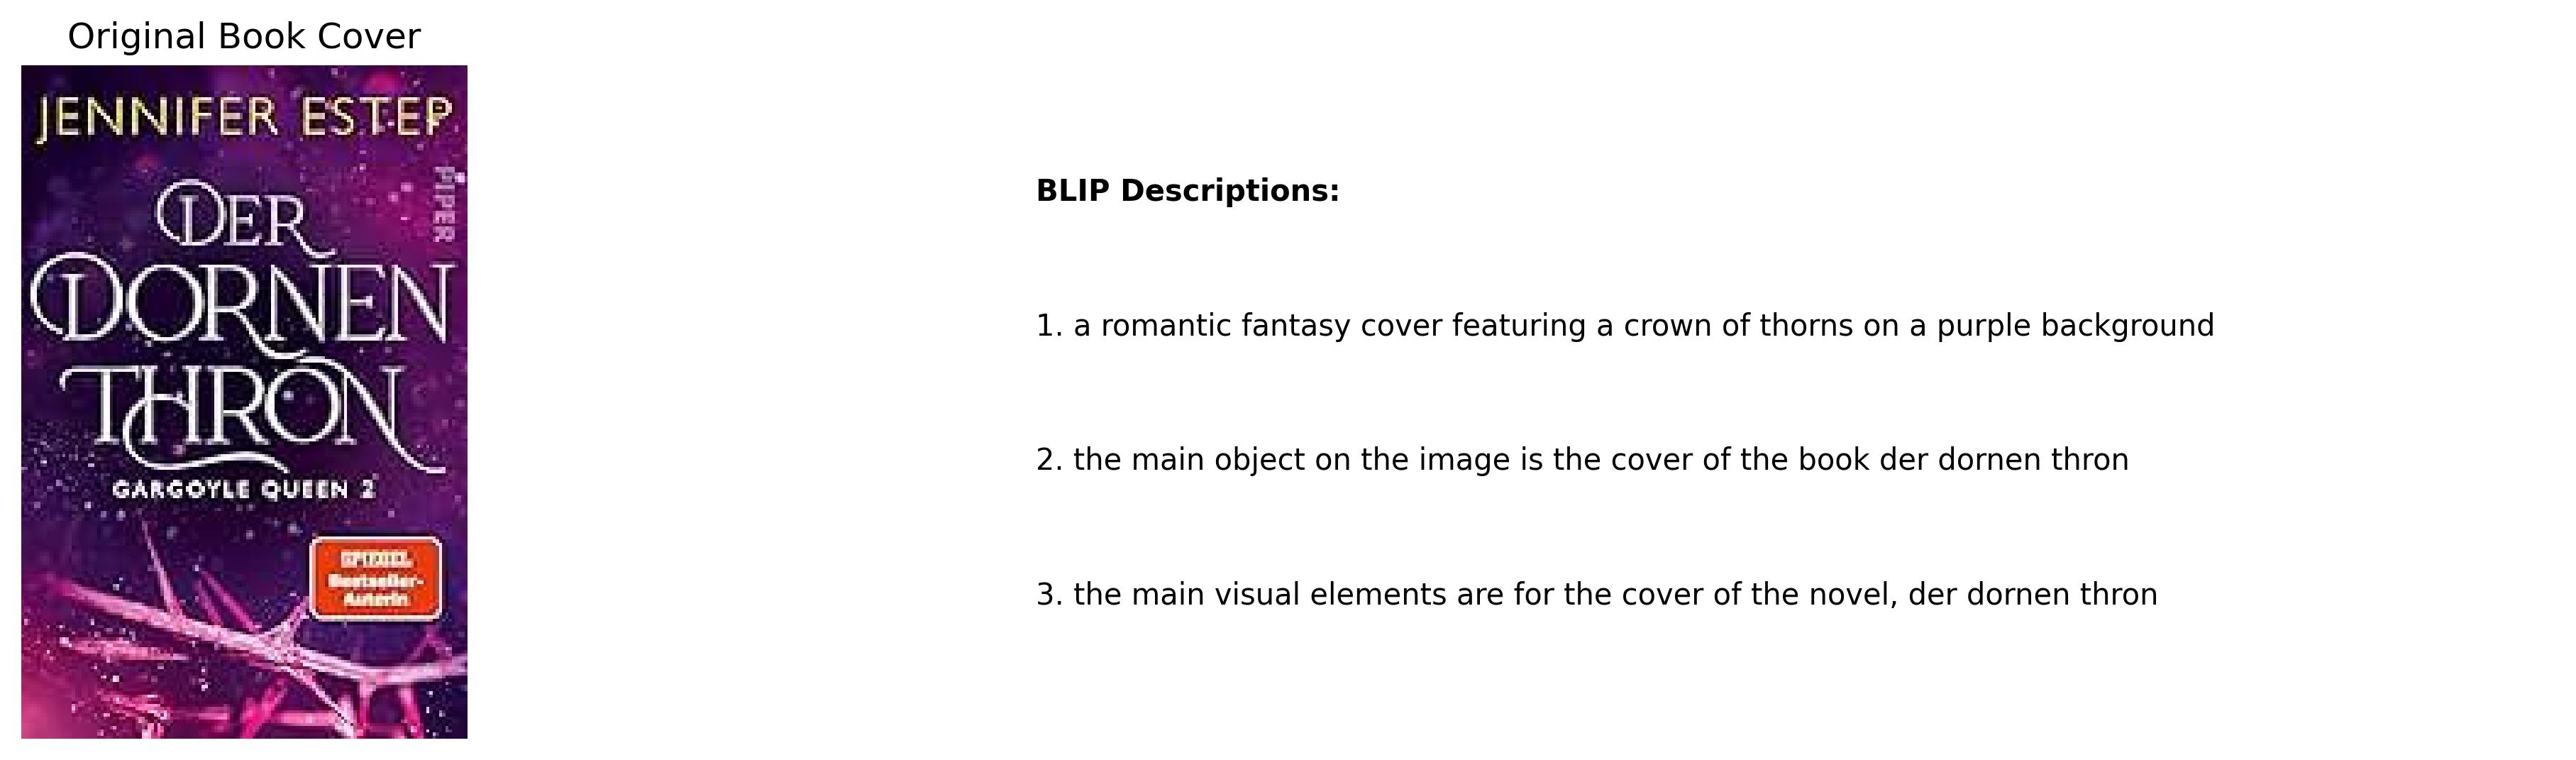 Original Book Cover
JENNIFER ESTEP
PIPER
DER
DORNEN
THRON
GARGOYLE QUEEN 2
SPIEGEL
Bestseller-
Autorin
BLIP Descriptions:
1. a romantic fantasy cover featuring a crown of thorns on a purple background
2. the main object on the image is the cover of the book der dornen thron
3. the main visual elements are for the cover of the novel, der dornen thron